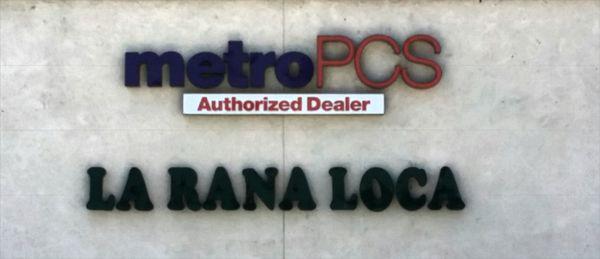 metroPCS
Authorized Dealer
LA RANA LOCA